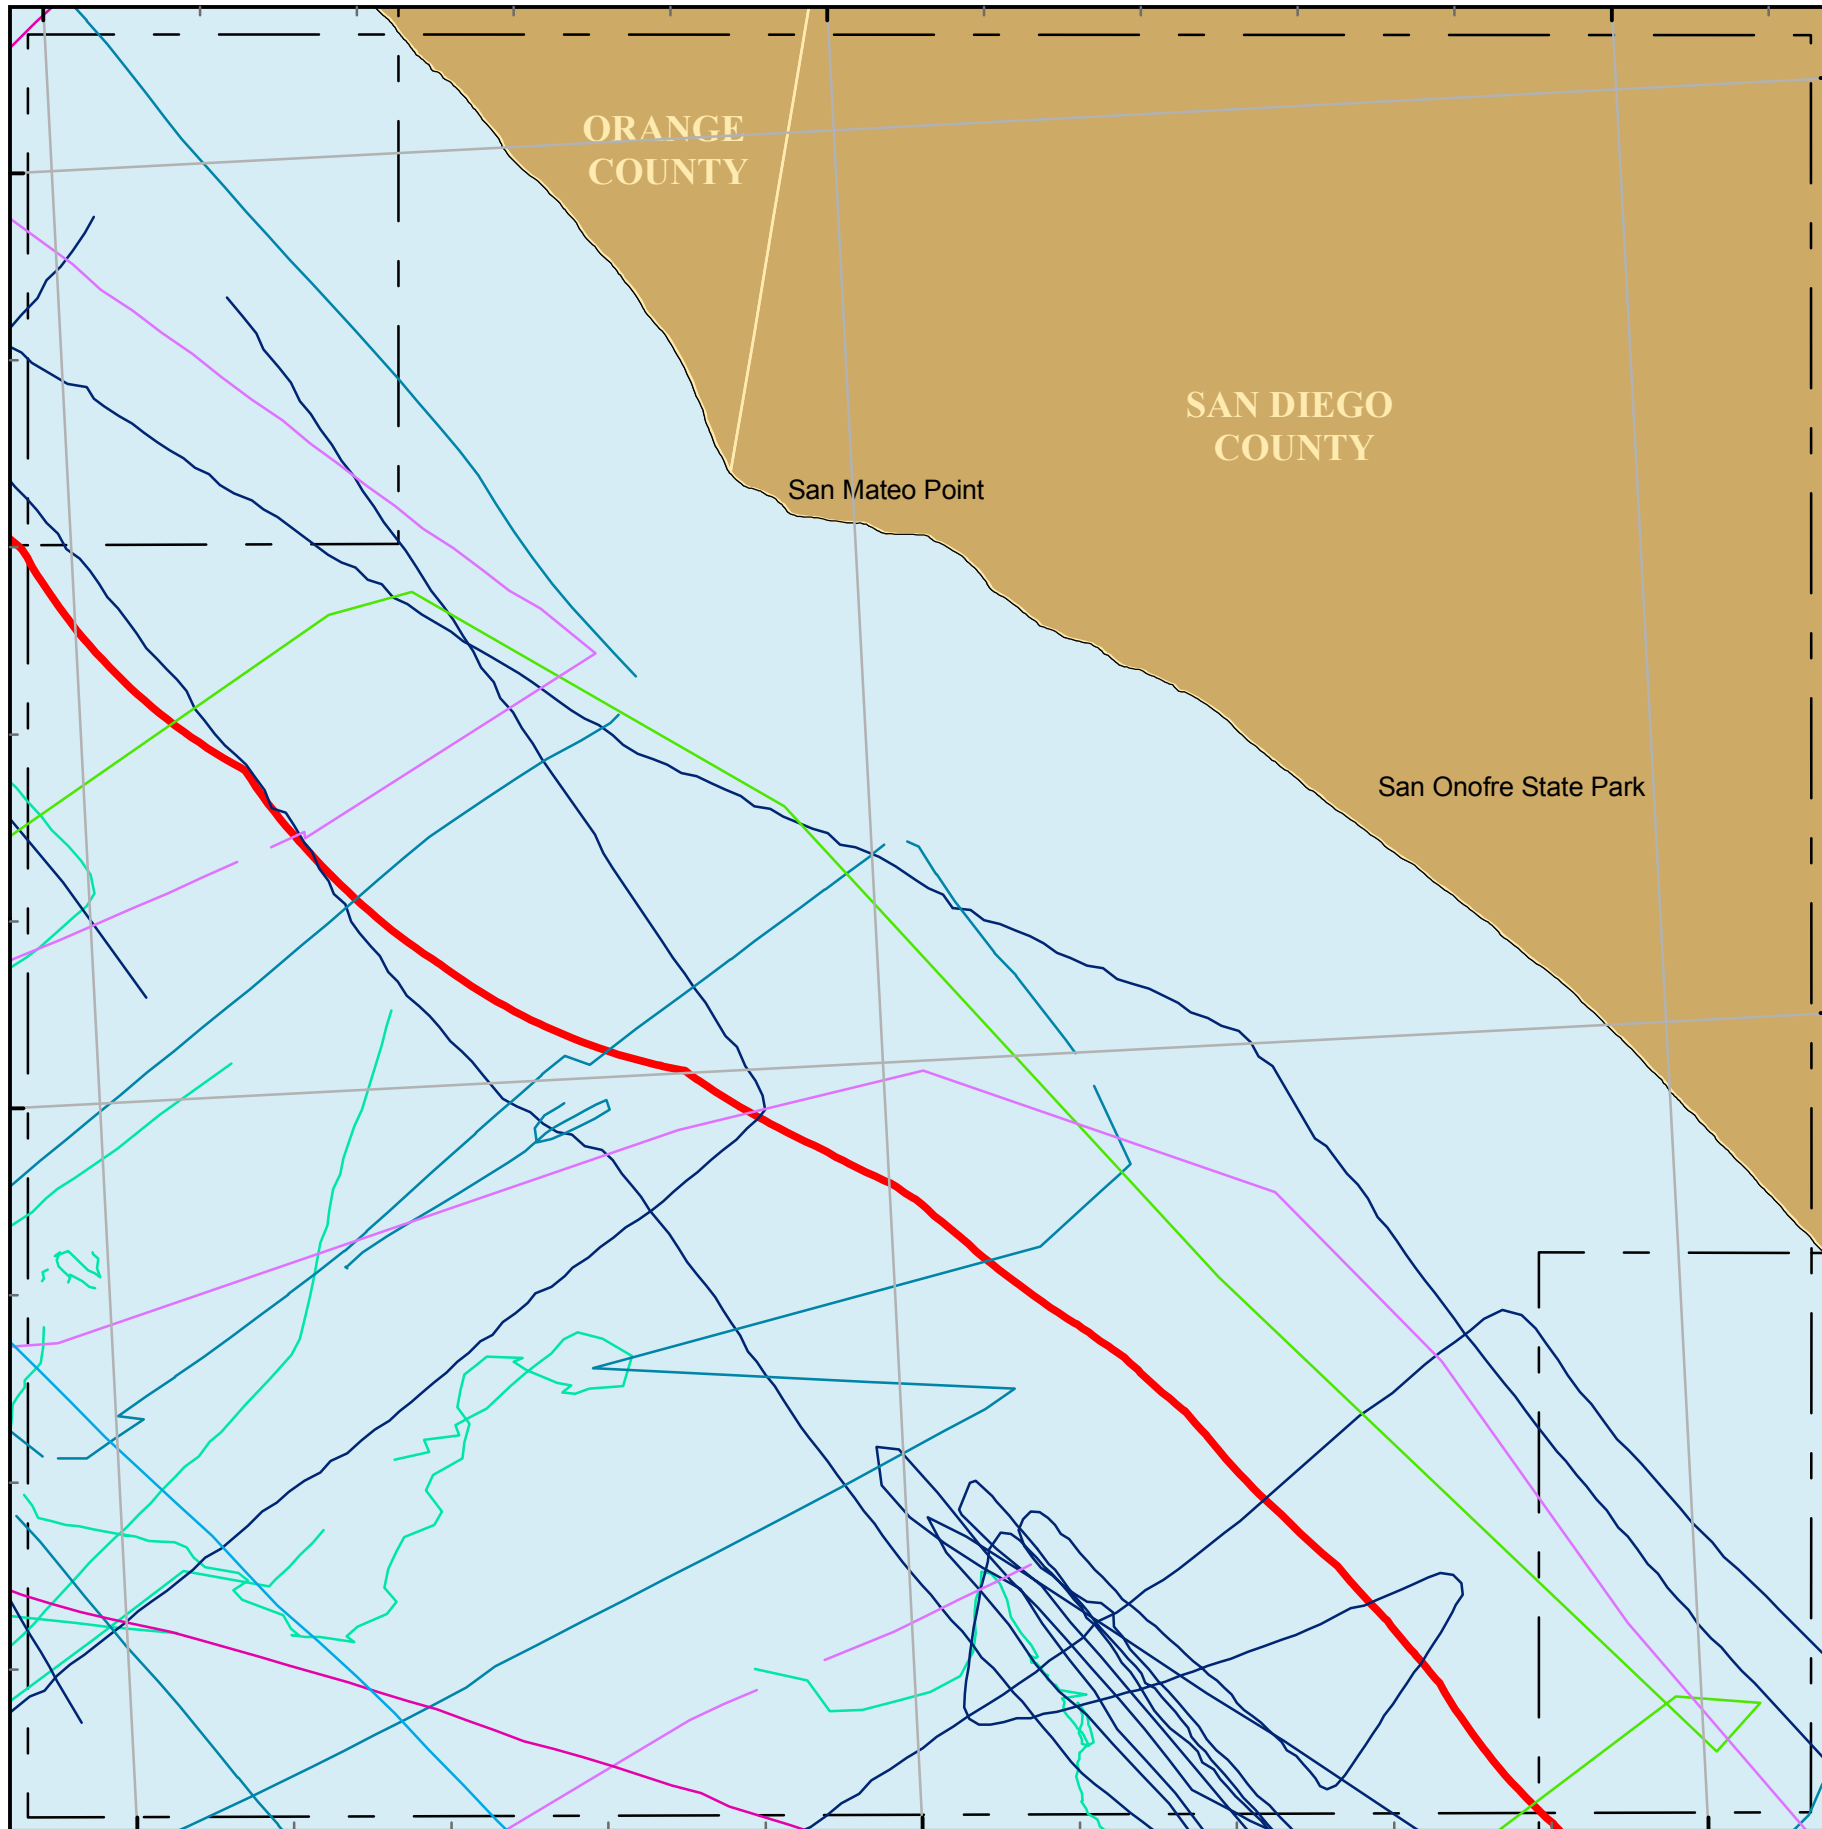 ORANGE
COUNTY
SAN DIEGO
COUNTY
San Mateo Point
San Onofre State Park